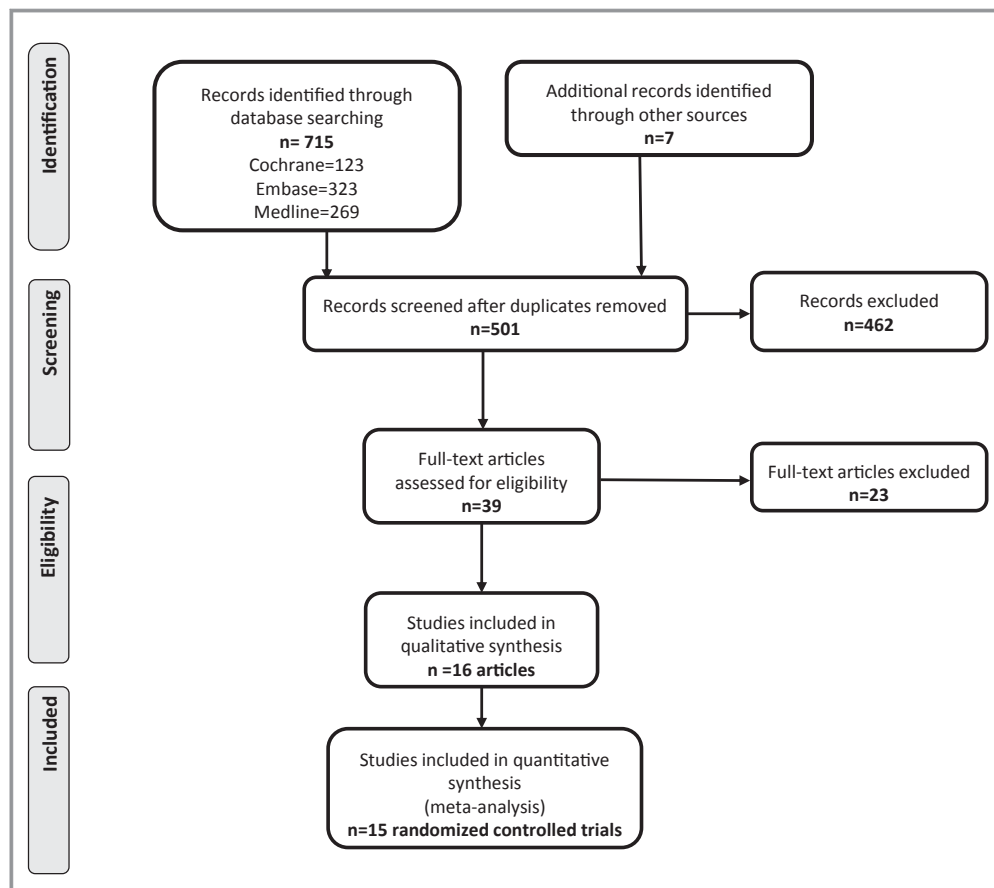 Identification
Records identified through
database searching
n= 715
Cochrane=123
Embase=323
Medline=269
Additional records identified
through other sources
n=7
Screening
Records screened after duplicates removed
n=501
Records excluded
n=462
Eligibility
Full-text articles
assessed for eligibility
n=39
Full-text articles excluded
n=23
Studies included in
qualitative synthesis
n =16 articles
Included
Studies included in quantitative
synthesis
(meta-analysis)
n=15 randomized controlled trials